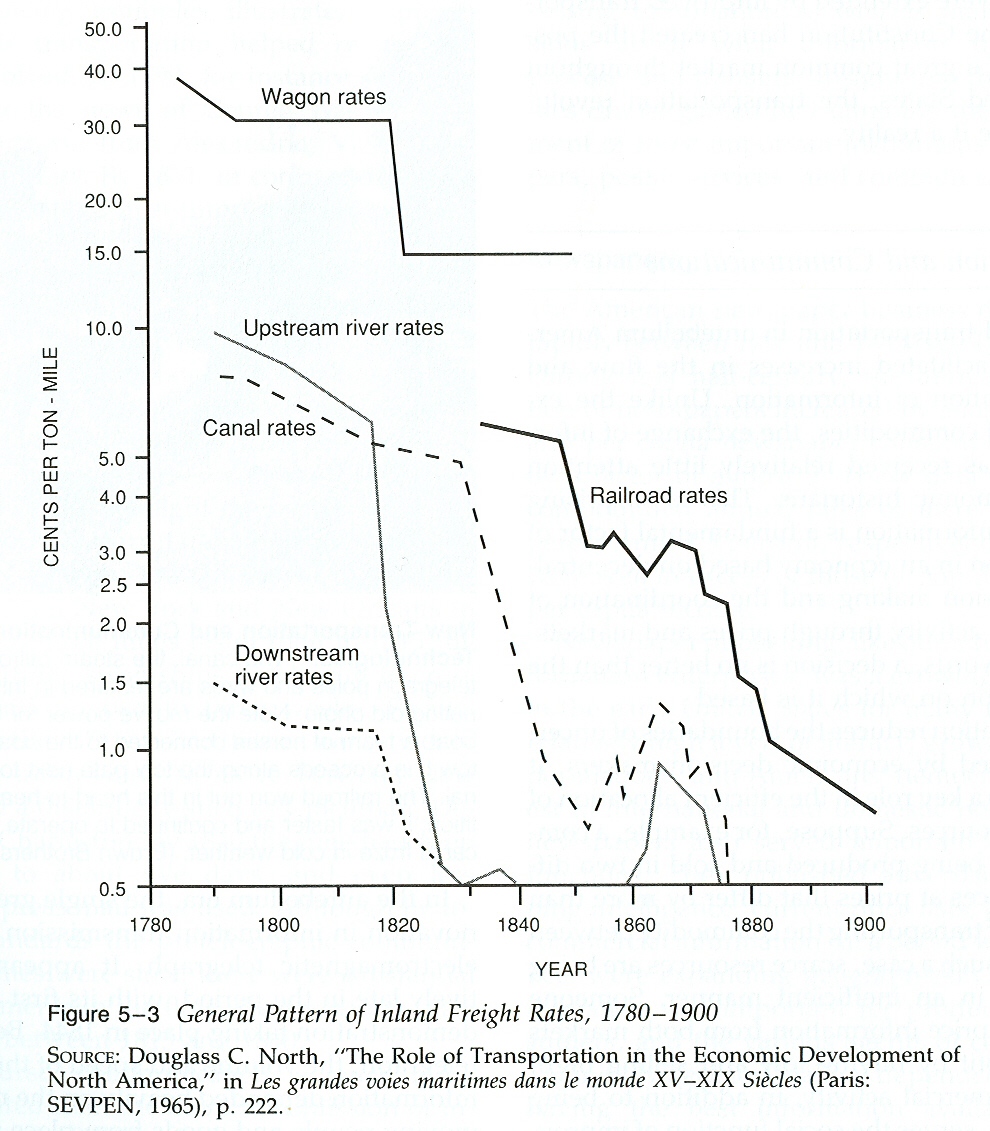 50.0
40.0
Wagon rates
30.0
20.0
15.0
10.0
Upstream river rates
Canal rates
5.0
4.0
Railroad rates
3.0
2.5
2.0
Downstream
river rates
1.5
1.0
0.5
CENTS PER TON - MILE
1780 1800 1820 1840 1860 1880 1900
YEAR
Figure 5–3 General Pattern of Inland Freight Rates, 1780–1900
SOURCE: Douglass C. North, "The Role of Transportation in the Economic Development of
North America," in Les grandes voies maritimes dans le monde XV–XIX Siècles (Paris:
SEVPEN, 1965), p. 222.